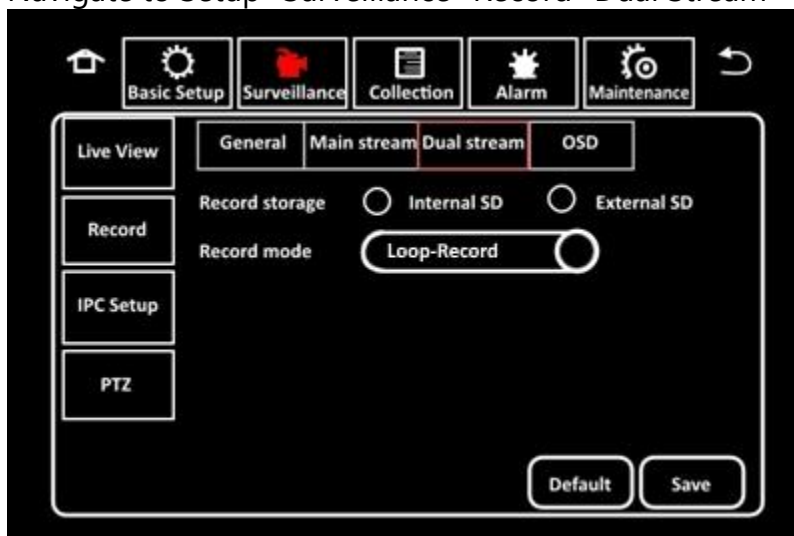 Navigate to Setup Surveillance Record Dual Stream
Basic Setup Surveillance Collection Alarm Maintenance
Live View General Main stream Dual stream OSD
Record storage Internal SD External SD
Record
Record mode Loop-Record
IPC Setup
PTZ
Default Save